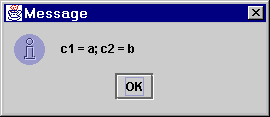 Message
c1 = a; c2 = b
OK